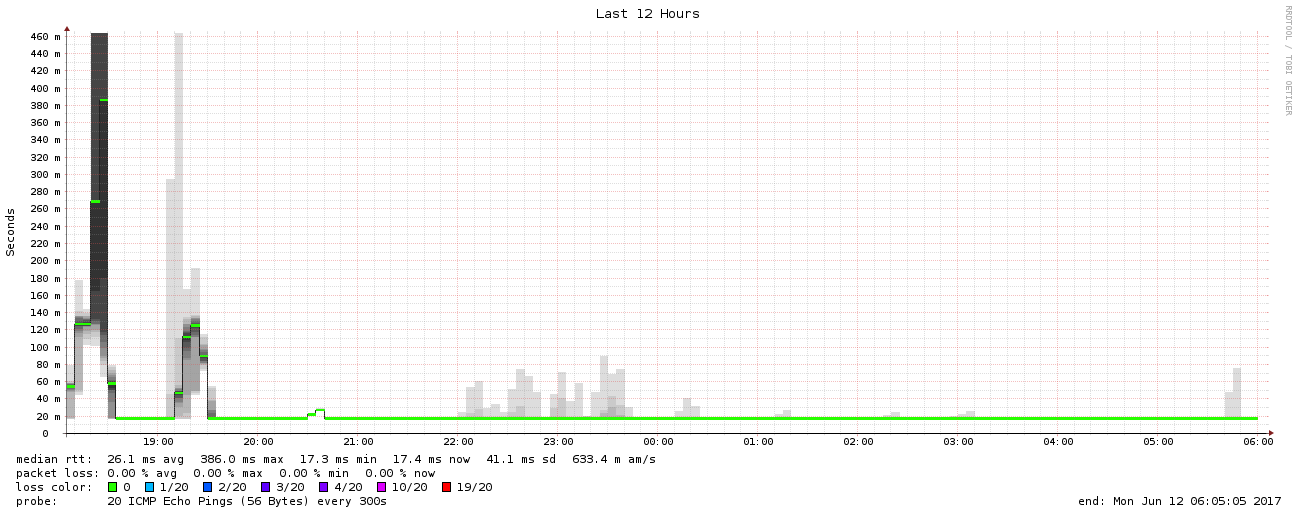 Last 12 Hours
RRDTOOL / TOBI OETIKER
Seconds
460 m
440 m
420 m
400 m
380 m
360 m
340 m
320 m
300 m
280 m
260 m
240 m
220 m
200 m
180 m
160 m
140 m
120 m
100 m
80 m
60 m
40 m
20 m
0
19:00 20:00 21:00 22:00 23:00 00:00 01:00 02:00 03:00 04:00 05:00 06:00
median rtt: 26.1 ms avg 386.0 ms max 17.3 ms min 17.4 ms now 41.1 ms sd 633.4 m am/s
packet loss: 0.00 % avg 0.00 % max 0.00 % min 0.00 % now
loss color: 0 1/20 2/20 3/20 4/20 10/20 19/20
probe: 20 ICMP Echo Pings (56 Bytes) every 300s end: Mon Jun 12 06:05:05 2017